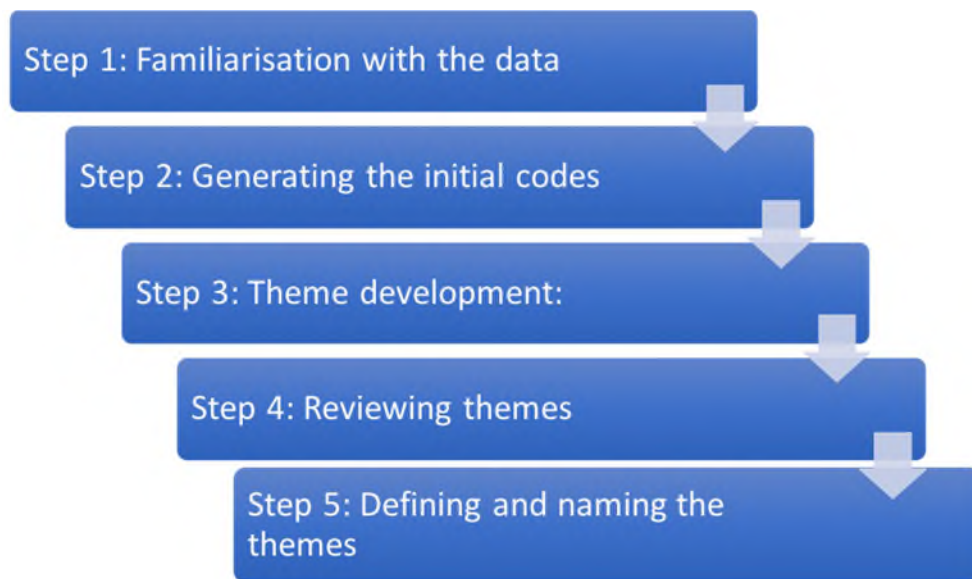 Step 1: Familiarisation with the data
Step 2: Generating the initial codes
Step 3: Theme development:
Step 4: Reviewing themes
Step 5: Defining and naming the
themes